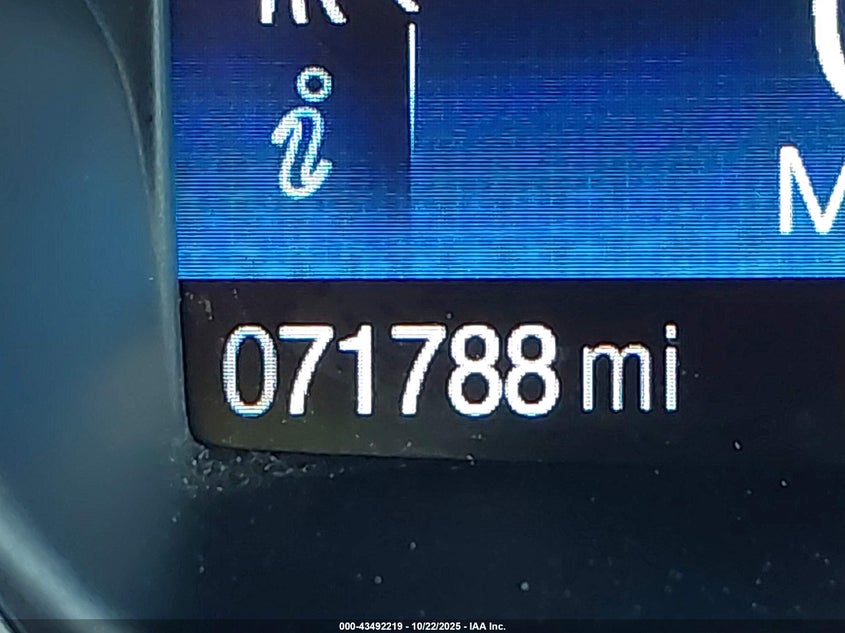 i
M
071788 mi
000-43492219 - 10/22/2025 - IAA Inc.